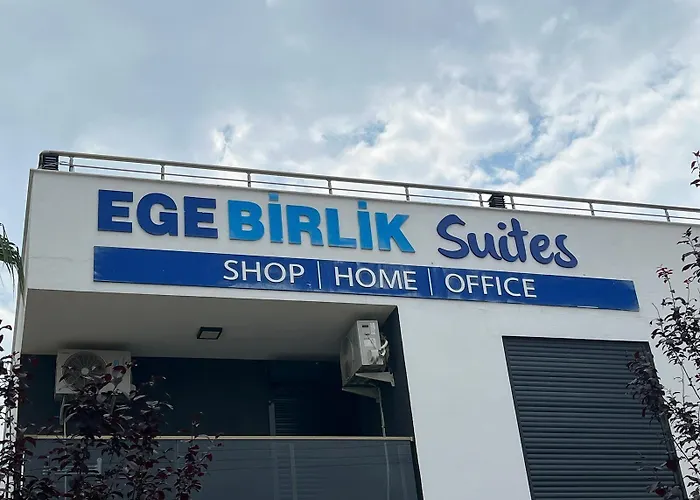 EGE BİRLİK Suites
SHOP | HOME | OFFICE